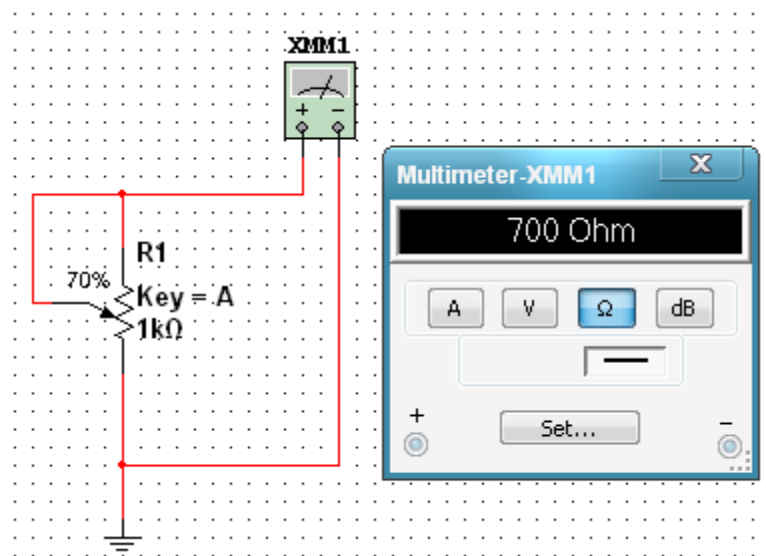 XMM1
+ −
R1
70%
Key = A
1kΩ
Multimeter-XMM1
X
700 Ohm
A V Ω dB
+ −
Set...